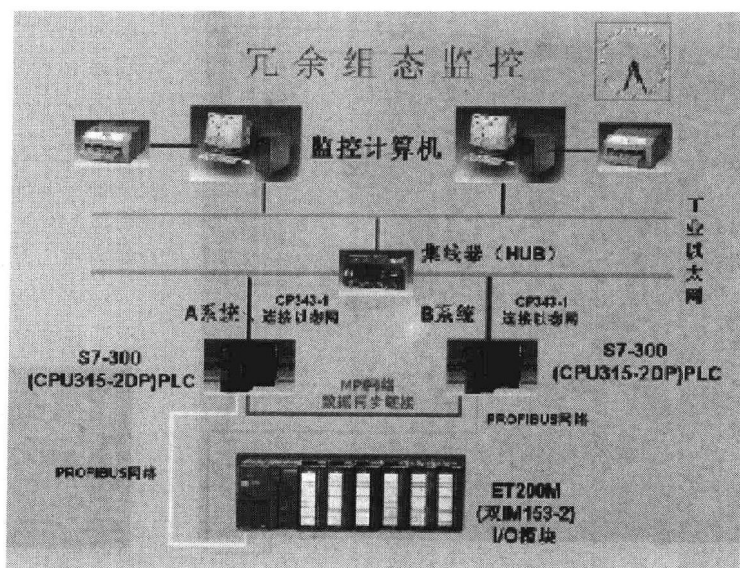 冗余组态监控
监控计算机
工业以太网
集线器（HUB）
A系统
CP343-1
连接以态网
B系统
CP343-1
连接以态网
S7-300
(CPU315-2DP)PLC
S7-300
(CPU315-2DP)PLC
MPI网络
数据同步链接
PROFIBUS网络
PROFIBUS网络
ET200M
(双IM153-2)
I/O模块